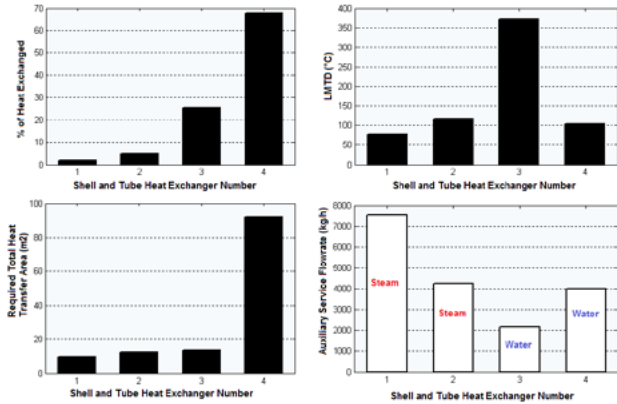 % of Heat Exchanged
70
60
50
40
30
20
10
0
1 2 3 4
Shell and Tube Heat Exchanger Number
LMTD (°C)
400
350
300
250
200
150
100
50
0
1 2 3 4
Shell and Tube Heat Exchanger Number
Required Total Heat
Transfer Area (m2)
100
80
60
40
20
0
1 2 3 4
Shell and Tube Heat Exchanger Number
Auxiliary Service Flowrate (kg/h)
8000
7000
6000
5000
4000
3000
2000
1000
0
Steam
Steam
Water
Water
1 2 3 4
Shell and Tube Heat Exchanger Number